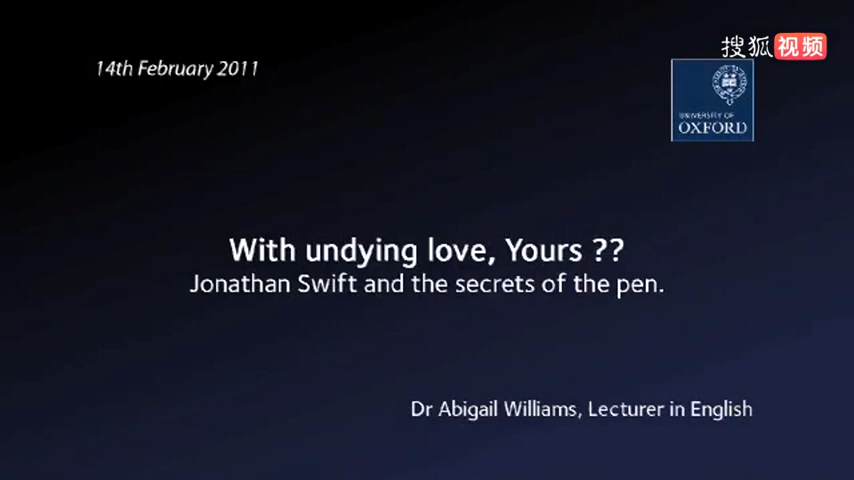 搜狐视频
14th February 2011
UNIVERSITY OF
OXFORD
With undying love, Yours ??
Jonathan Swift and the secrets of the pen.
Dr Abigail Williams, Lecturer in English